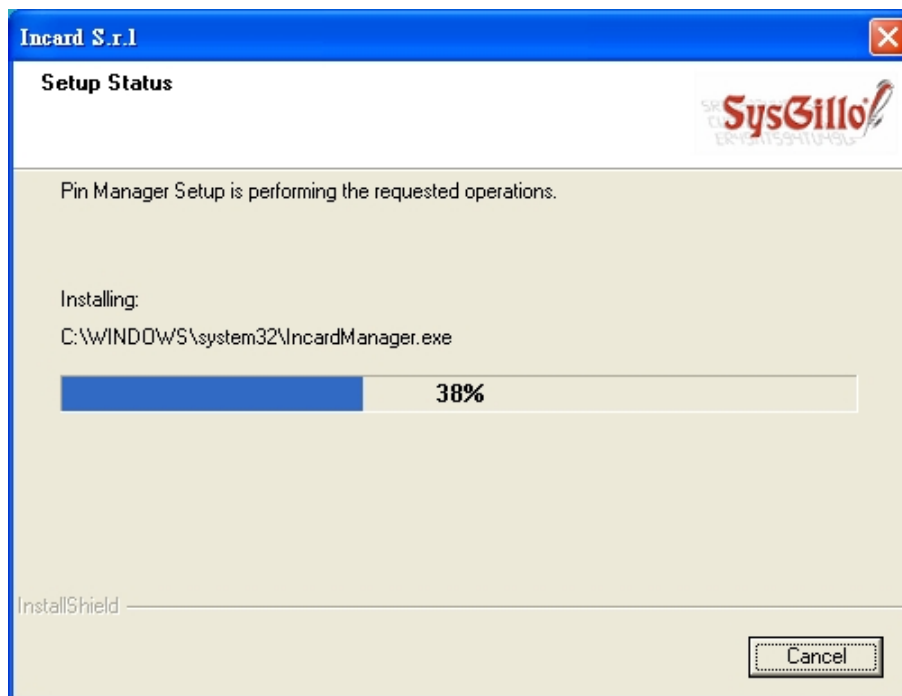 Incard S.r.l
Setup Status
SysGillo
Pin Manager Setup is performing the requested operations.
Installing:
C:\WINDOWS\system32\IncardManager.exe
38%
InstallShield
Cancel